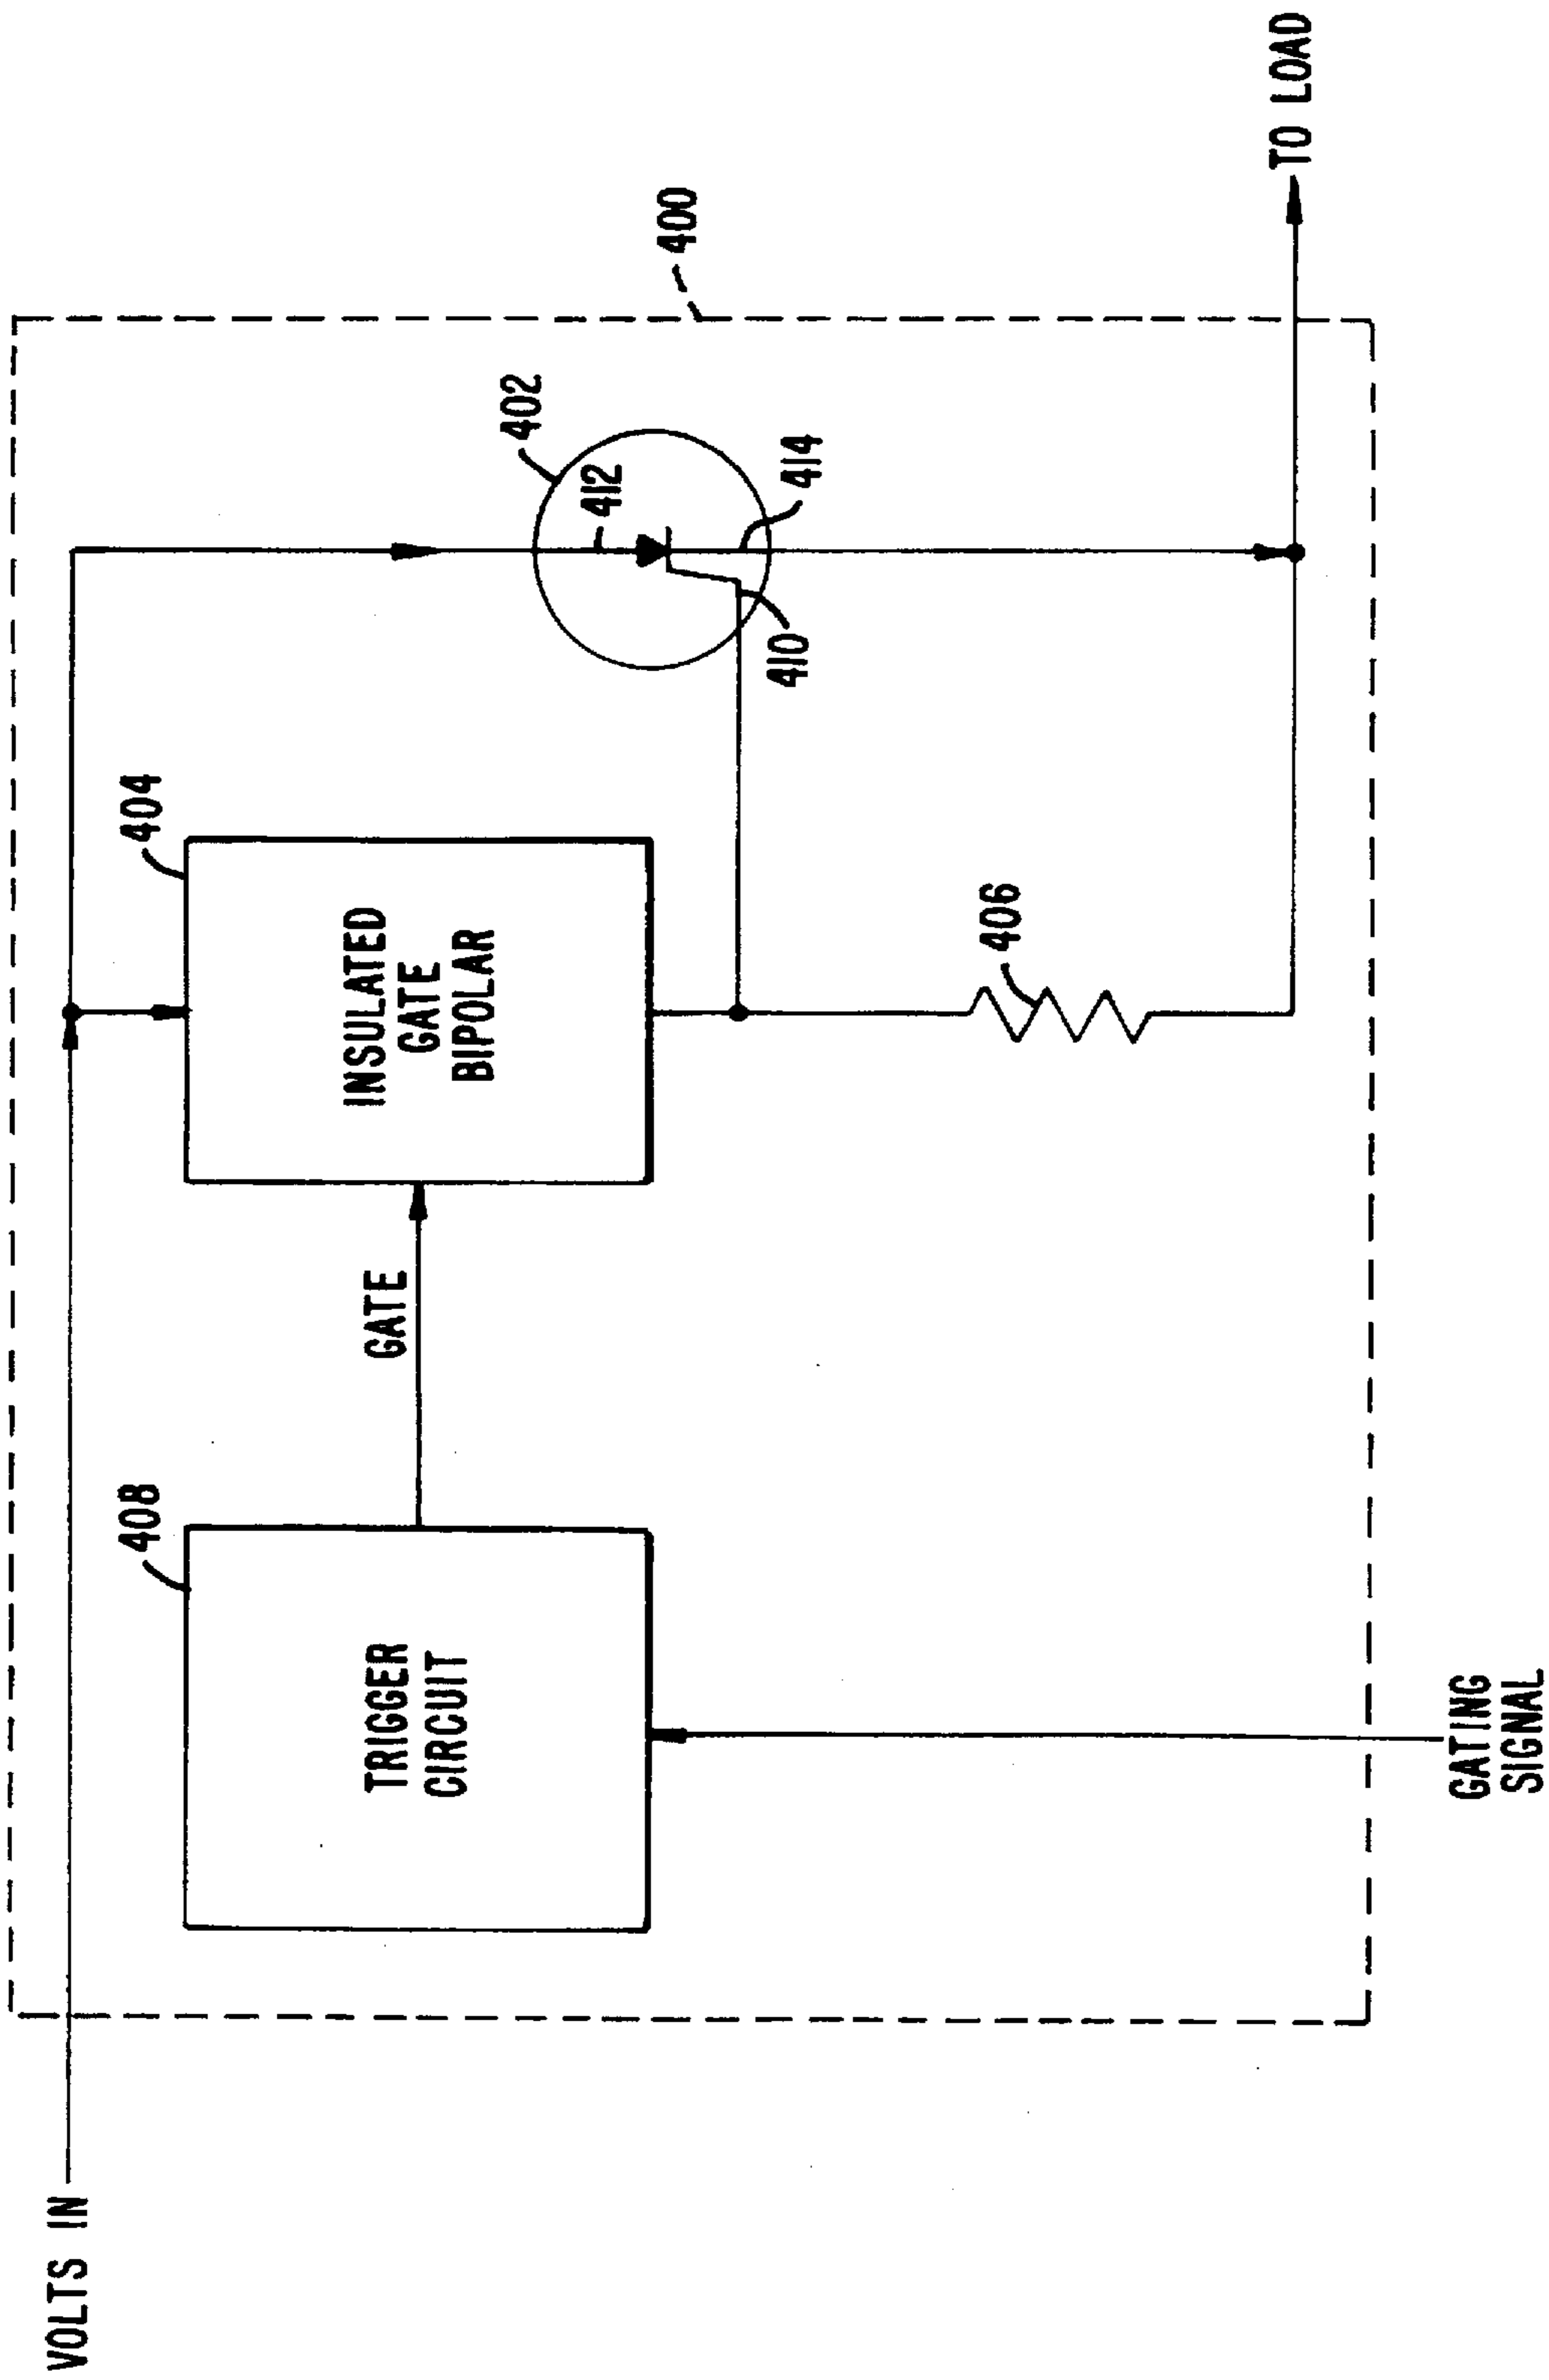 VOLTS IN
408
404
TRIGGER
CIRCUIT
GATE
INSULATED
GATE
BIPOLAR
402
412
400
410
414
406
TO LOAD
GATING
SIGNAL